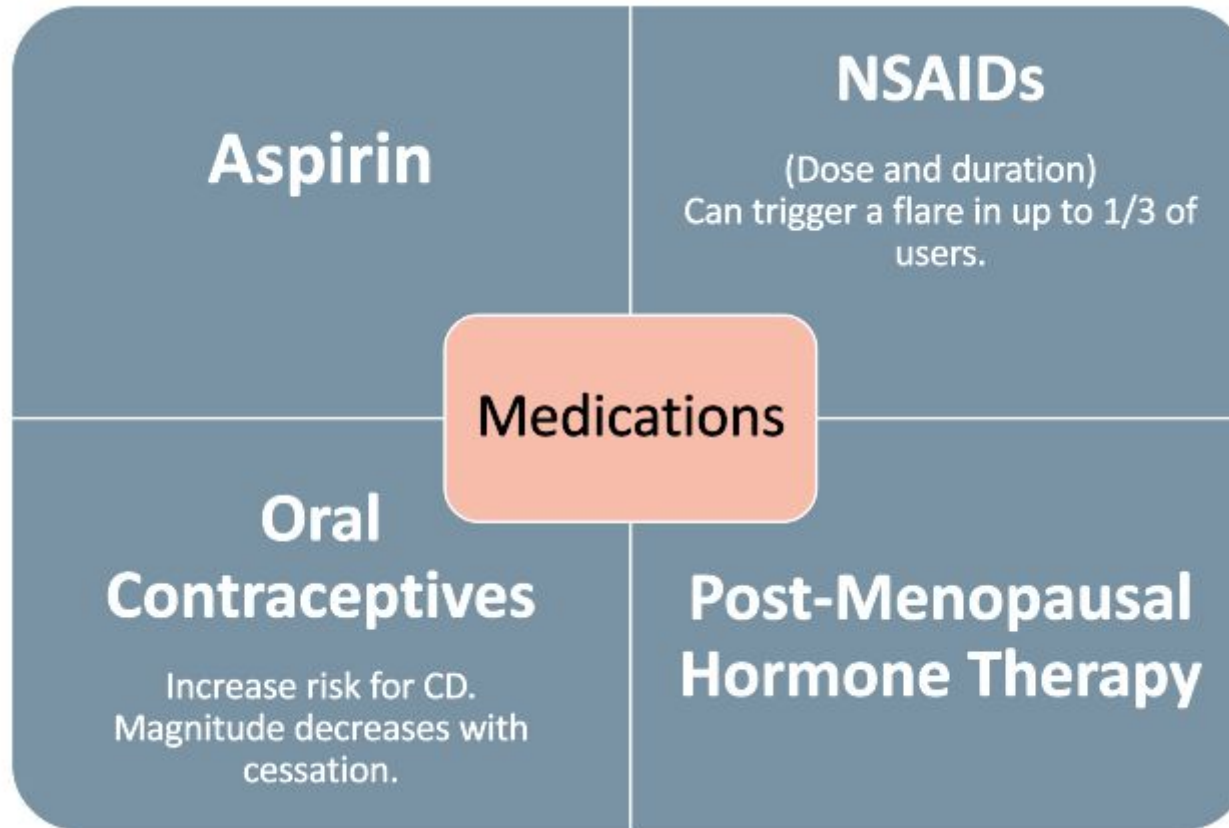 Aspirin
NSAIDs
(Dose and duration)
Can trigger a flare in up to 1/3 of
users.
Medications
Oral
Contraceptives
Increase risk for CD.
Magnitude decreases with
cessation.
Post-Menopausal
Hormone Therapy